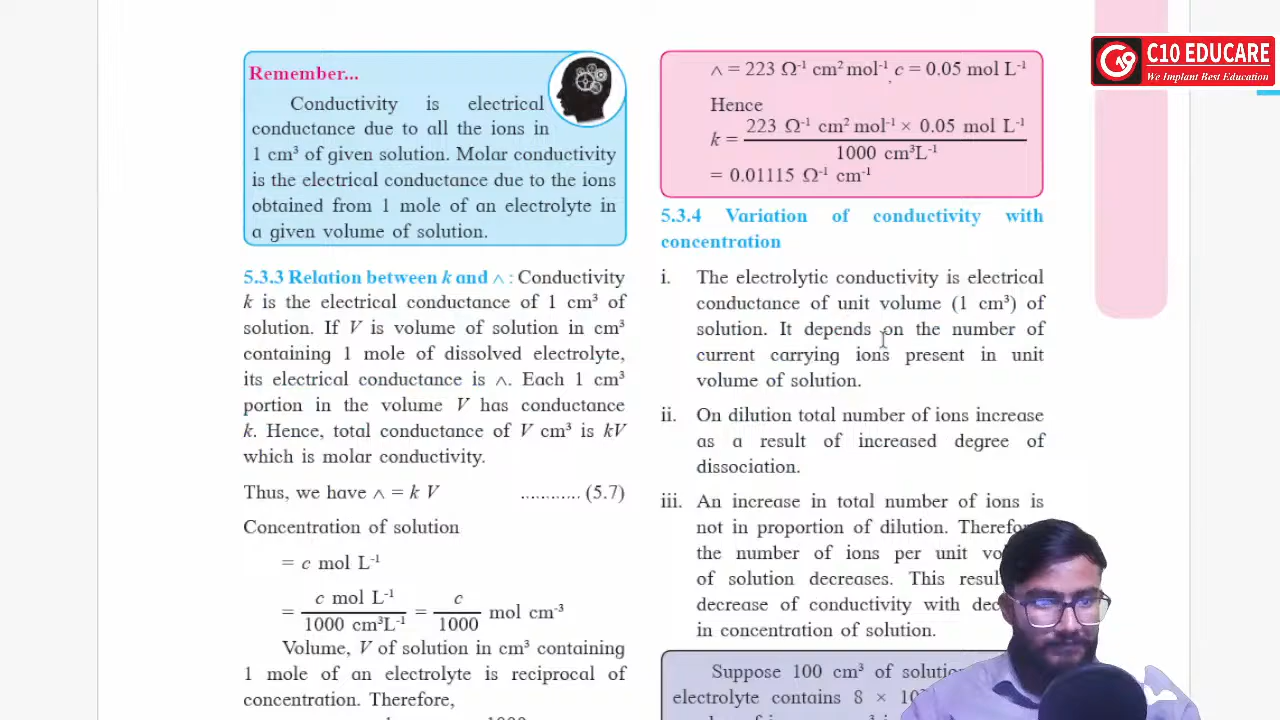 Remember...
Conductivity is electrical
conductance due to all the ions in
1 cm³ of given solution. Molar conductivity
is the electrical conductance due to the ions
obtained from 1 mole of an electrolyte in
a given volume of solution.
5.3.3 Relation between k and ∧ : Conductivity
k is the electrical conductance of 1 cm³ of
solution. If V is volume of solution in cm³
containing 1 mole of dissolved electrolyte,
its electrical conductance is ∧. Each 1 cm³
portion in the volume V has conductance
k. Hence, total conductance of V cm³ is kV
which is molar conductivity.
Thus, we have ∧ = k V ............ (5.7)
Concentration of solution
= c mol L⁻¹
= c mol L⁻¹ / 1000 cm³L⁻¹ = c / 1000 mol cm⁻³
Volume, V of solution in cm³ containing
1 mole of an electrolyte is reciprocal of
concentration. Therefore,
1000
∧ = 223 Ω⁻¹ cm² mol⁻¹, c = 0.05 mol L⁻¹
Hence
k = 223 Ω⁻¹ cm² mol⁻¹ × 0.05 mol L⁻¹ / 1000 cm³L⁻¹
= 0.01115 Ω⁻¹ cm⁻¹
5.3.4 Variation of conductivity with
concentration
i. The electrolytic conductivity is electrical
conductance of unit volume (1 cm³) of
solution. It depends on the number of
current carrying ions present in unit
volume of solution.
ii. On dilution total number of ions increase
as a result of increased degree of
dissociation.
iii. An increase in total number of ions is
not in proportion of dilution. Therefo
the number of ions per unit vo
of solution decreases. This resul
decrease of conductivity with dec
in concentration of solution.
Suppose 100 cm³ of solutio
electrolyte contains 8 × 10
C10 EDUCARE
We Implant Best Education